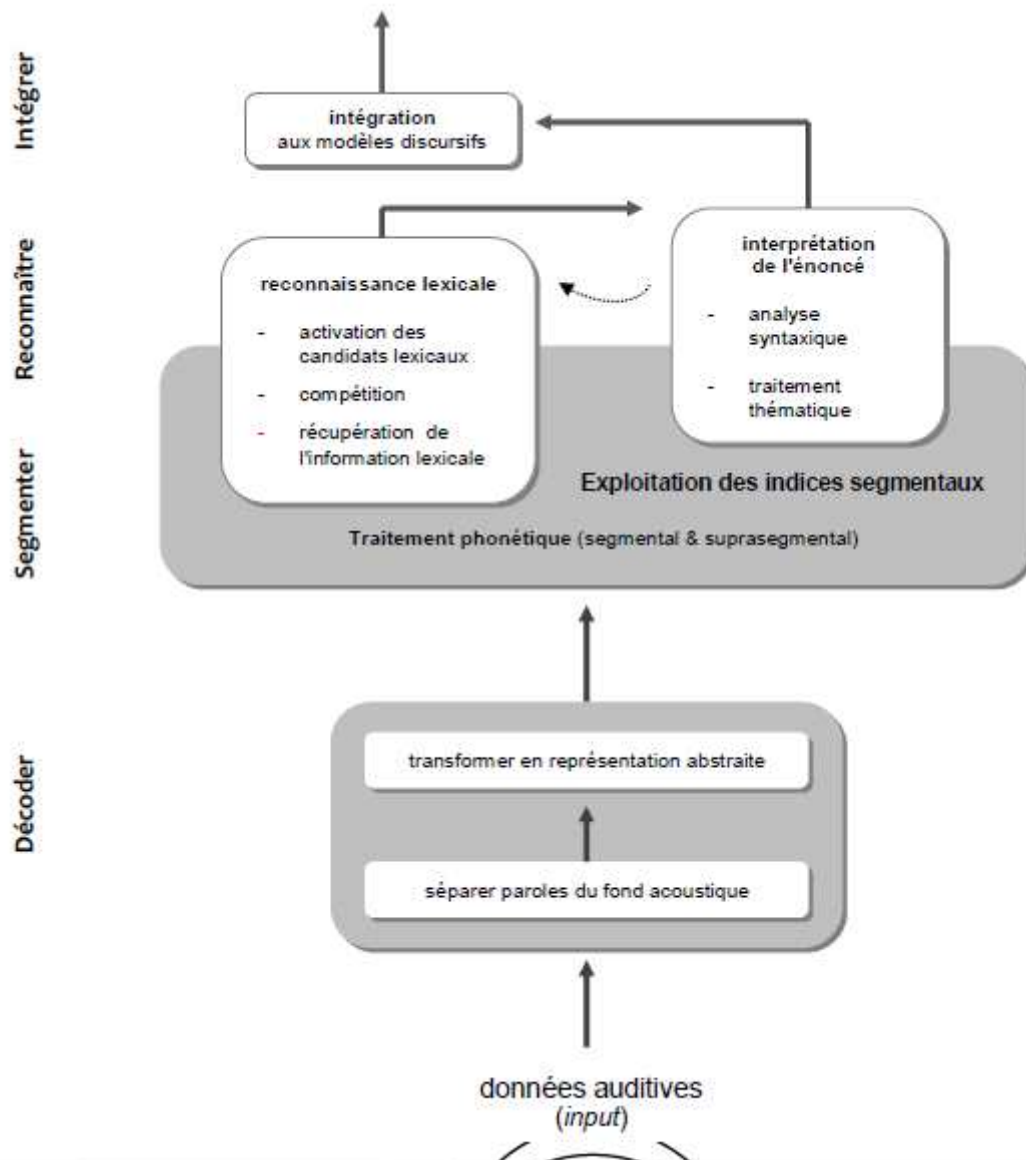 Intégrer
intégration
aux modèles discursifs
Reconnaître
reconnaissance lexicale
- activation des
candidats lexicaux
- compétition
- récupération de
l'information lexicale
interprétation
de l'énoncé
- analyse
syntaxique
- traitement
thématique
Segmenter
Exploitation des indices segmentaux
Traitement phonétique (segmental & suprasegmental)
Décoder
transformer en représentation abstraite
séparer paroles du fond acoustique
données auditives
(input)